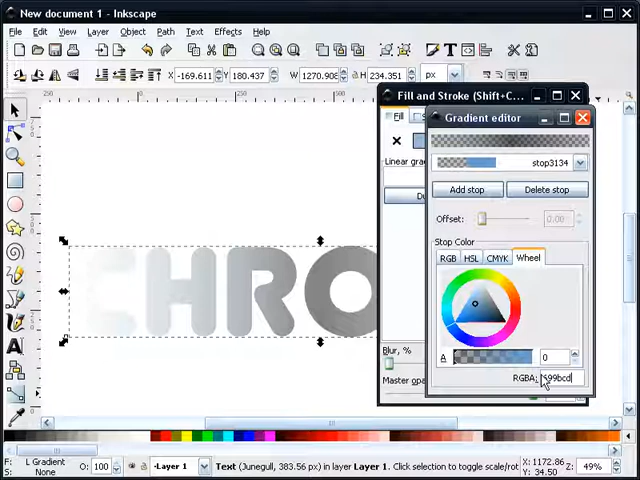 New document 1 - Inkscape
File Edit View Layer Object Path Text Effects Help
X -169.611 Y 180.437 W 1270.908 H 234.351 px
Fill and Stroke (Shift+C...
Fill
Gradient editor
Linear gra
stop3134
Du
Add stop Delete stop
Offset: 0.00
Stop Color
RGB HSL CMYK Wheel
CHRO
A 0
Blur, %
RGBA: 599bcd
Master opa
F: L Gradient
S: None
O: 100
Layer 1
Text (Junegull, 383.56 px) in layer Layer 1. Click selection to toggle scale/rot
X: 1172.86
Y: 34.50
Z: 49%